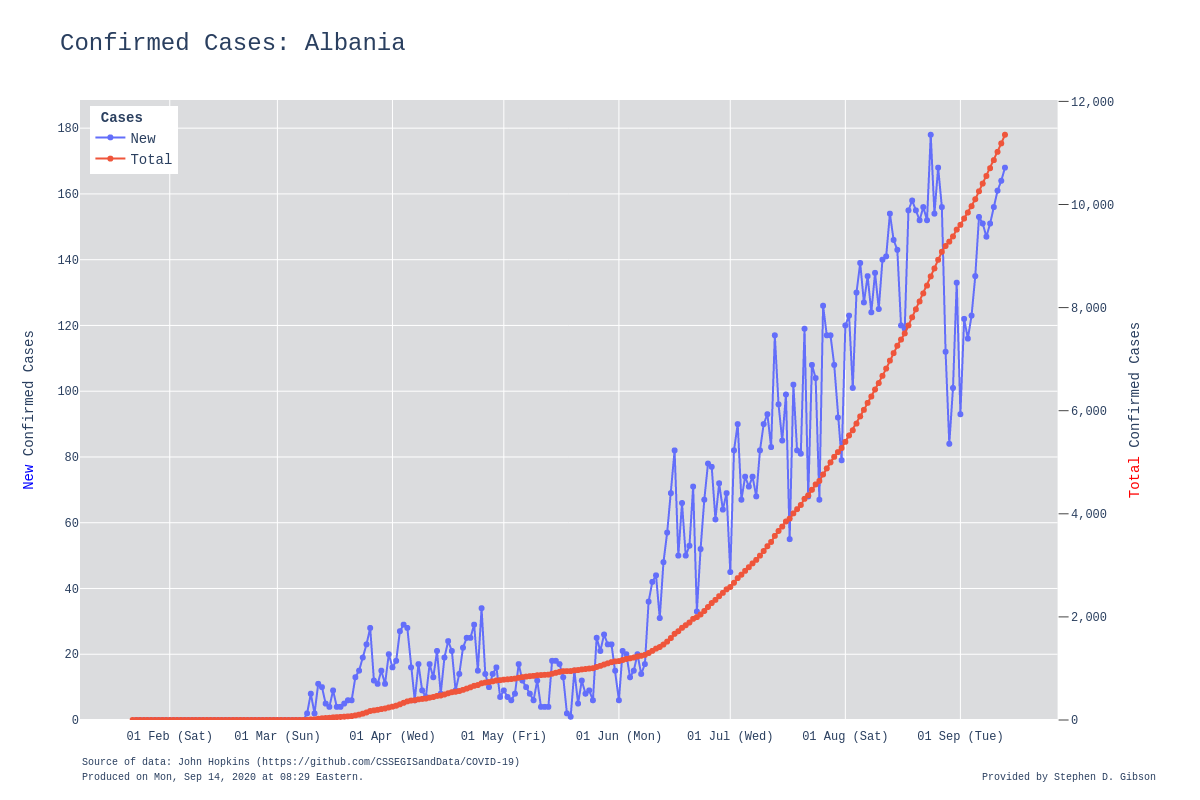 Confirmed Cases: Albania
Cases
New
Total
180
160
140
120
100
80
60
40
20
0
12,000
10,000
8,000
6,000
4,000
2,000
0
New Confirmed Cases
Total Confirmed Cases
01 Feb (Sat)
01 Mar (Sun)
01 Apr (Wed)
01 May (Fri)
01 Jun (Mon)
01 Jul (Wed)
01 Aug (Sat)
01 Sep (Tue)
Source of data: John Hopkins (https://github.com/CSSEGISandData/COVID-19)
Produced on Mon, Sep 14, 2020 at 08:29 Eastern.
Provided by Stephen D. Gibson